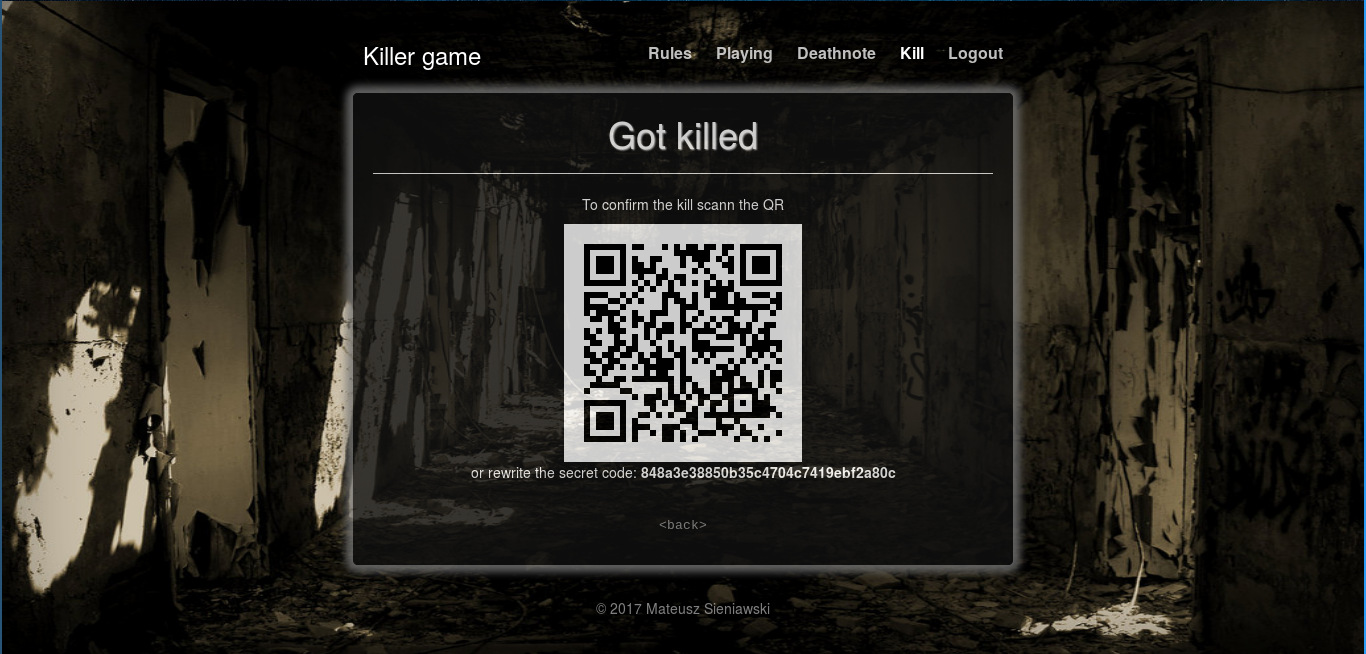 Killer game
Rules Playing Deathnote Kill Logout
Got killed
To confirm the kill scann the QR
or rewrite the secret code: 848a3e38850b35c4704c7419ebf2a80c
<back>
© 2017 Mateusz Sieniawski